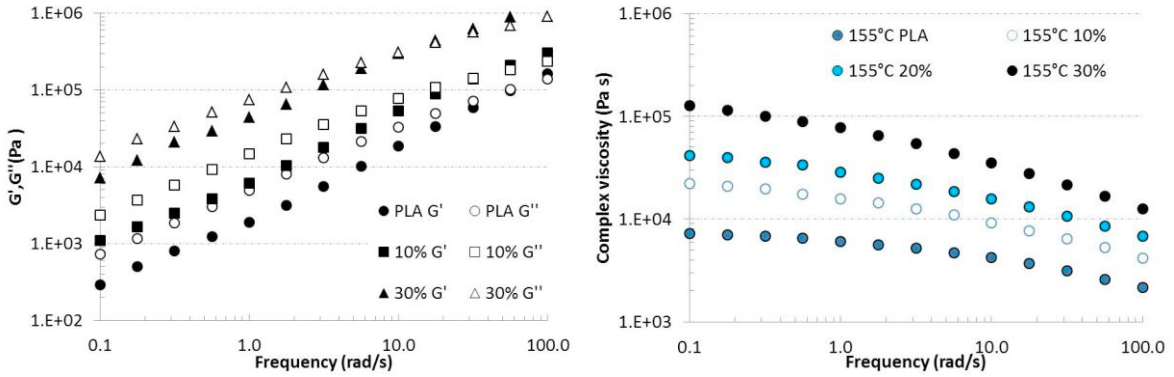 1.E+06
1.E+05
1.E+04
1.E+03
1.E+02
G',G''(Pa )
PLA G' PLA G''
10% G' 10% G''
30% G' 30% G''
0.1 1.0 10.0 100.0
Frequency (rad/s)
1.E+06
1.E+05
1.E+04
1.E+03
Complex viscosity (Pa s)
155°C PLA 155°C 10%
155°C 20% 155°C 30%
0.1 1.0 10.0 100.0
Frequency (rad/s)